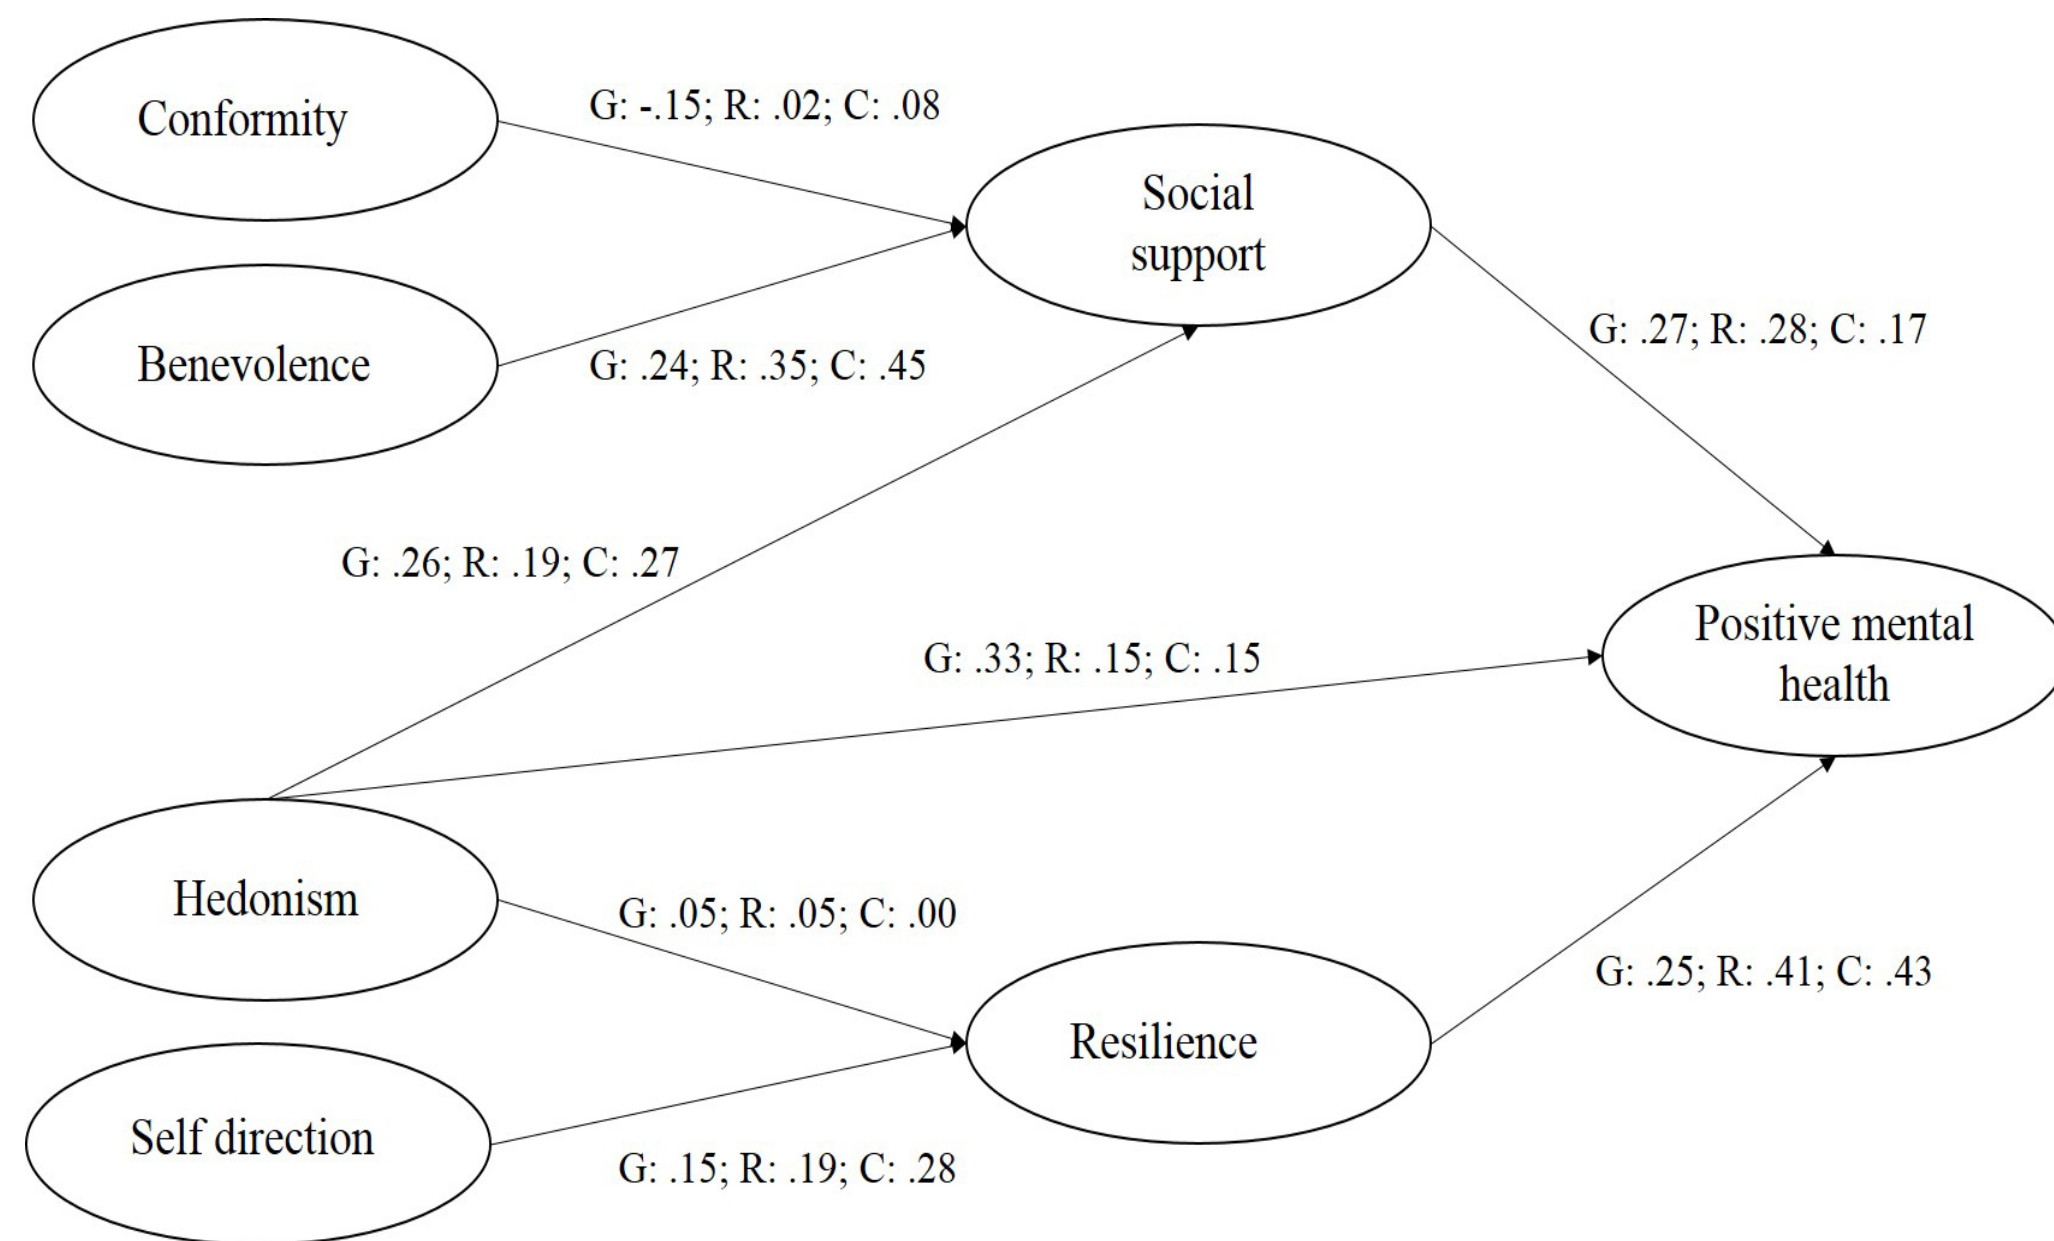 Conformity
G: -.15; R: .02; C: .08
Social
support
Benevolence
G: .24; R: .35; C: .45
G: .27; R: .28; C: .17
G: .26; R: .19; C: .27
G: .33; R: .15; C: .15
Positive mental
health
Hedonism
G: .05; R: .05; C: .00
Resilience
G: .25; R: .41; C: .43
Self direction
G: .15; R: .19; C: .28